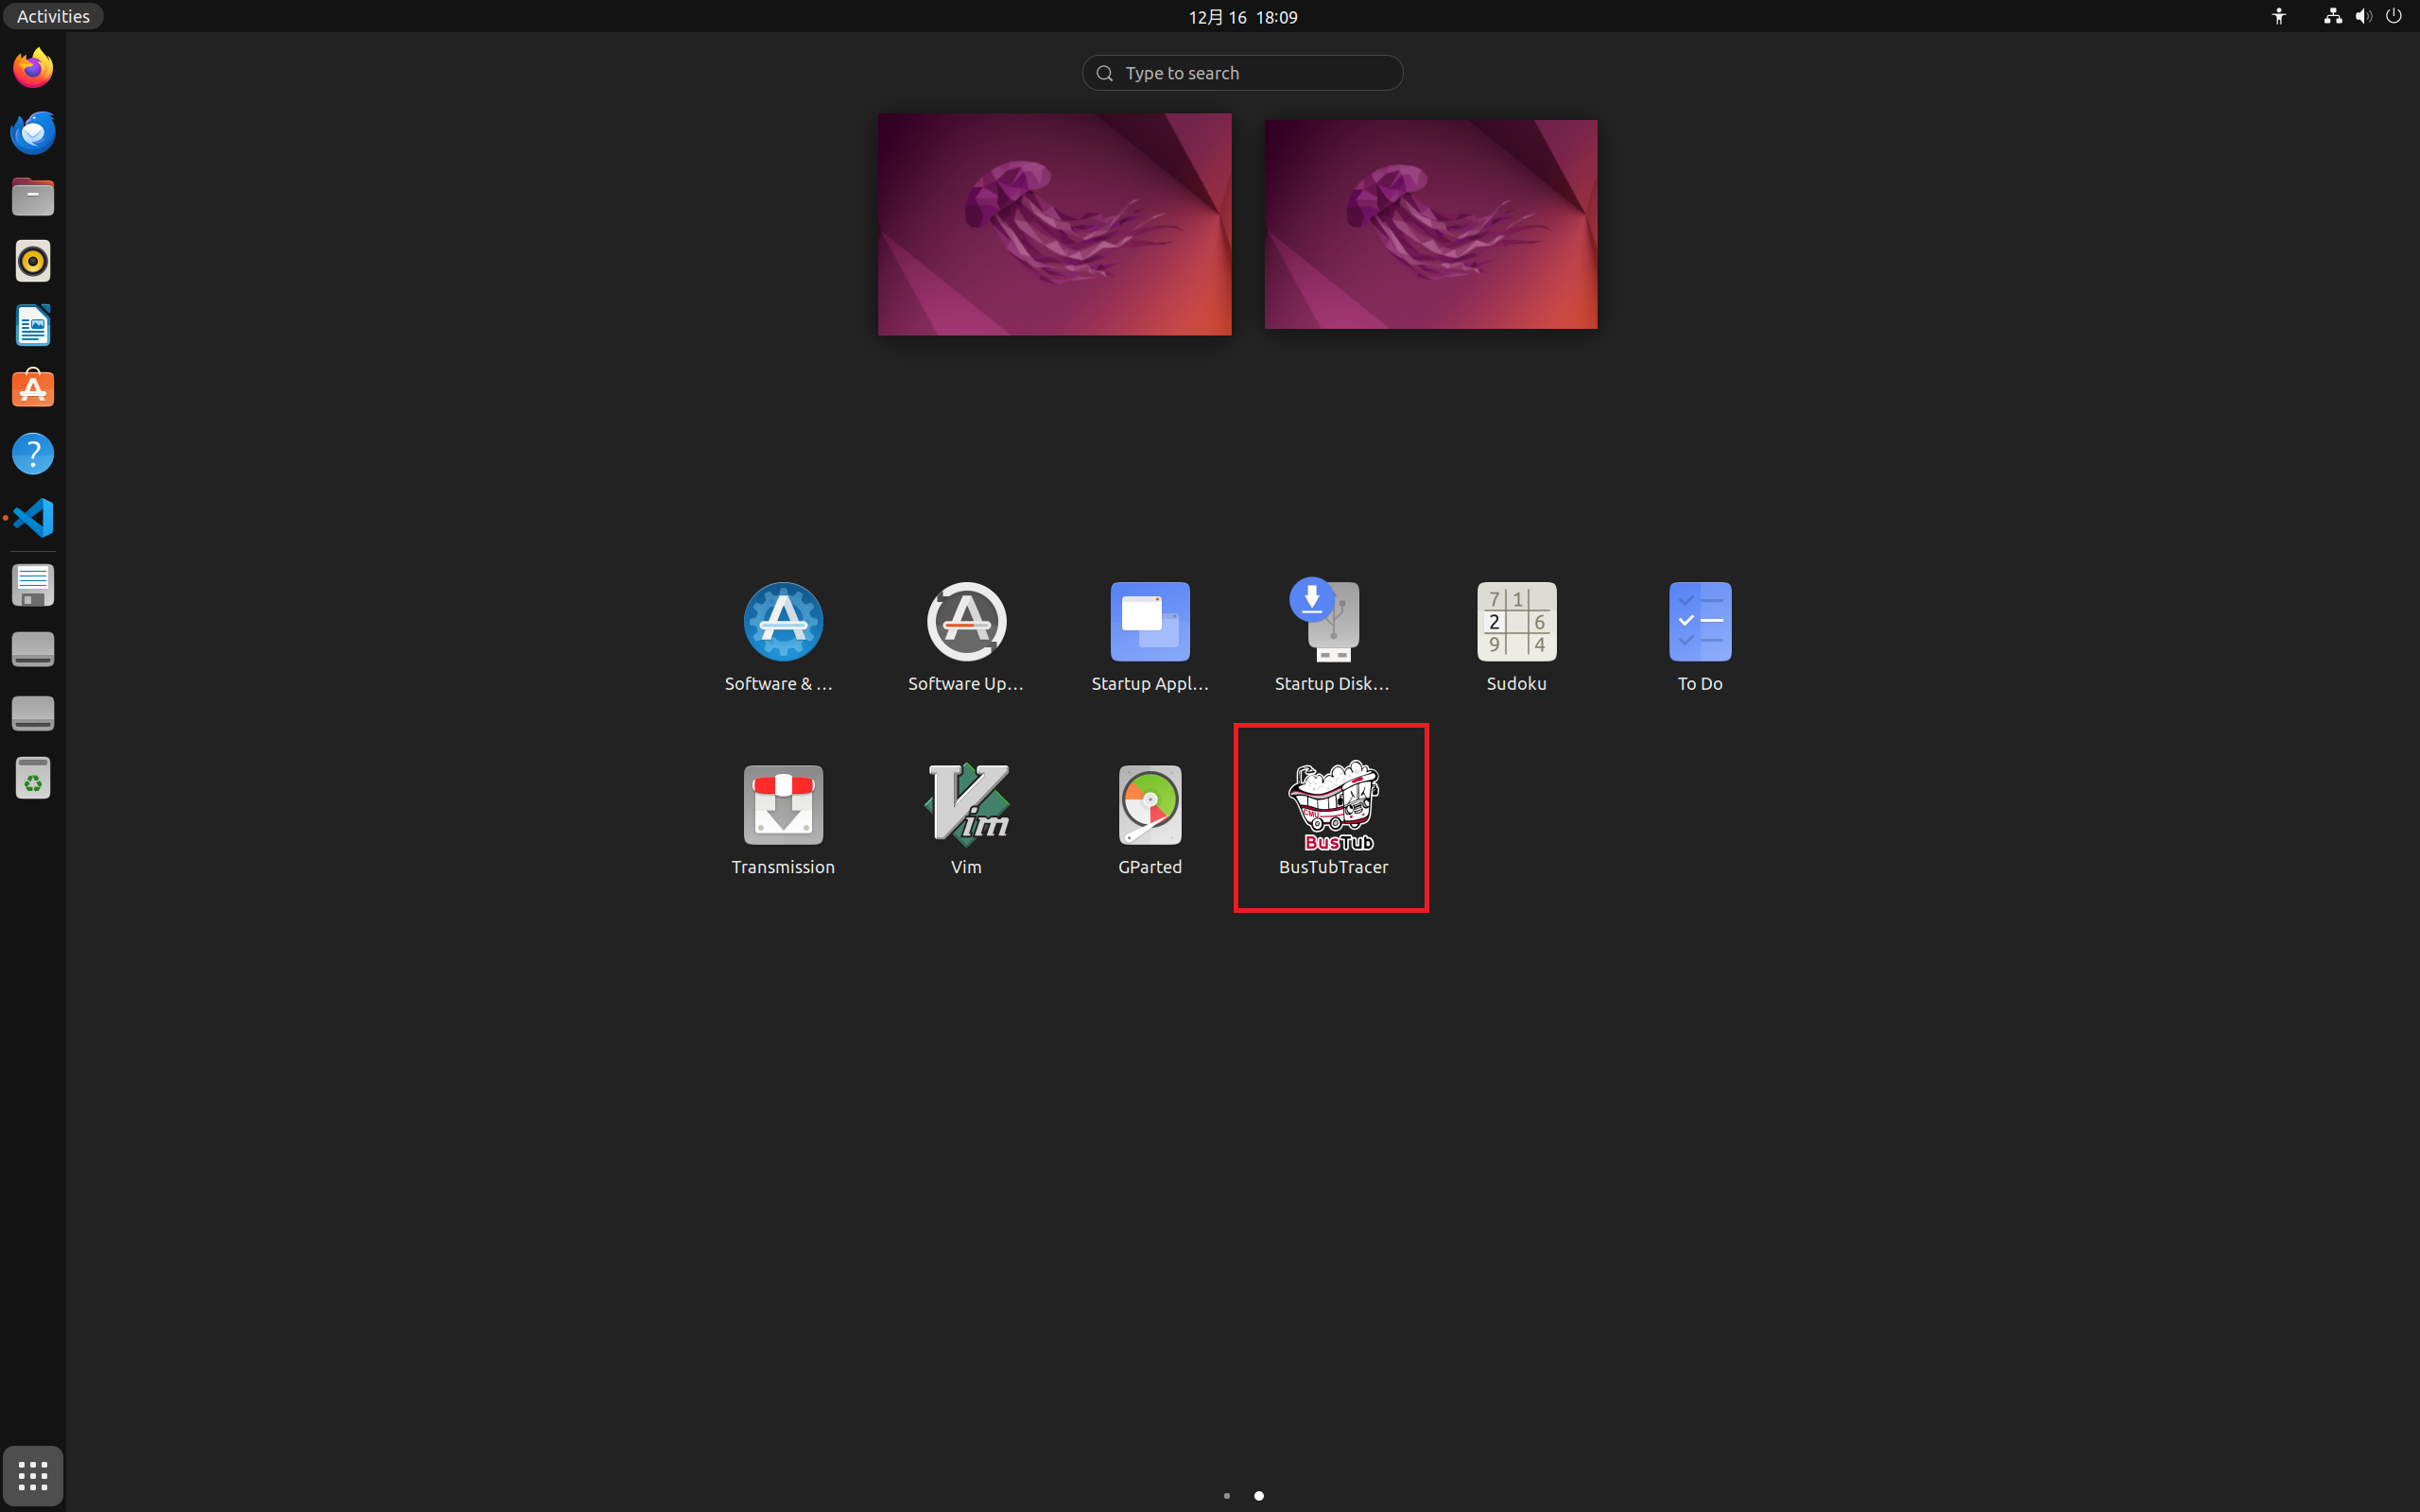 Activities
12月 16 18:09
Type to search
7 1
2 6
9 4
Software & ...
Software Up...
Startup Appl...
Startup Disk...
Sudoku
To Do
Vim
CMU
BusTub
Transmission
Vim
GParted
BusTubTracer